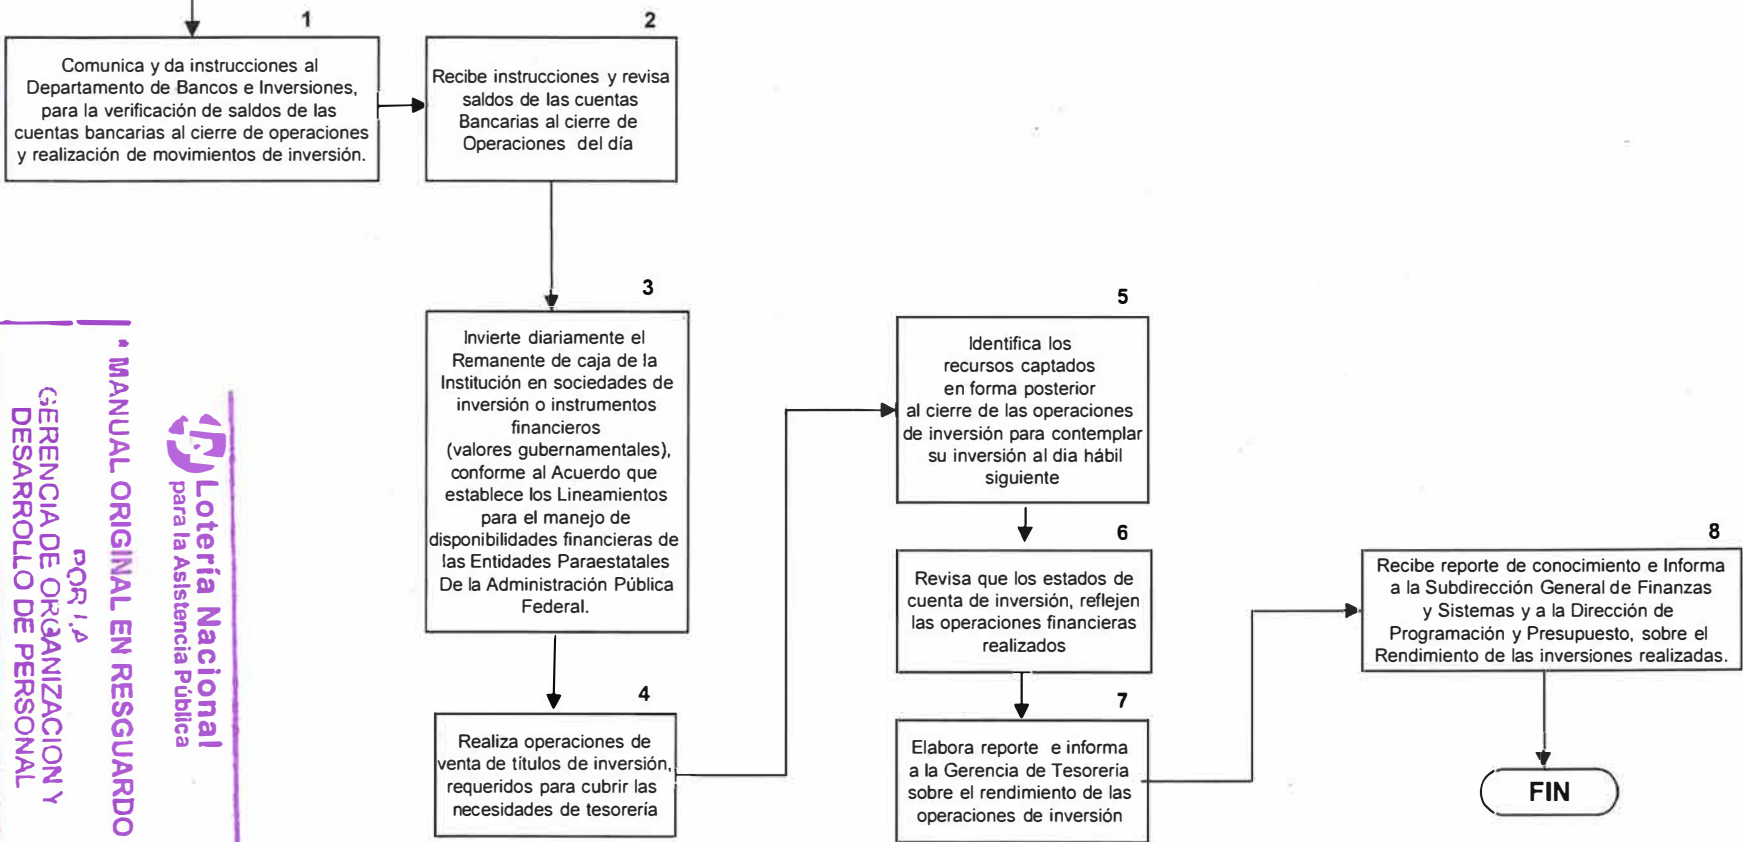 1
Comunica y da instrucciones al
Departamento de Bancos e Inversiones,
para la verificación de saldos de las
cuentas bancarias al cierre de operaciones
y realización de movimientos de inversión.
2
Recibe instrucciones y revisa
saldos de las cuentas
Bancarias al cierre de
Operaciones del día
3
Invierte diariamente el
Remanente de caja de la
Institución en sociedades de
inversión o instrumentos
financieros
(valores gubernamentales),
conforme al Acuerdo que
establece los Lineamientos
para el manejo de
disponibilidades financieras de
las Entidades Paraestatales
De la Administración Pública
Federal.
4
Realiza operaciones de
venta de títulos de inversión,
requeridos para cubrir las
necesidades de tesorería
5
Identifica los
recursos captados
en forma posterior
al cierre de las operaciones
de inversión para contemplar
su inversión al dia hábil
siguiente
6
Revisa que los estados de
cuenta de inversión, reflejen
las operaciones financieras
realizados
7
Elabora reporte e informa
a la Gerencia de Tesorería
sobre el rendimiento de las
operaciones de inversión
8
Recibe reporte de conocimiento e Informa
a la Subdirección General de Finanzas
y Sistemas y a la Dirección de
Programación y Presupuesto, sobre el
Rendimiento de las inversiones realizadas.
FIN
Lotería Nacional
para la Asistencia Pública
* MANUAL ORIGINAL EN RESGUARDO
POR LA
GERENCIA DE ORGANIZACION Y
DESARROLLO DE PERSONAL